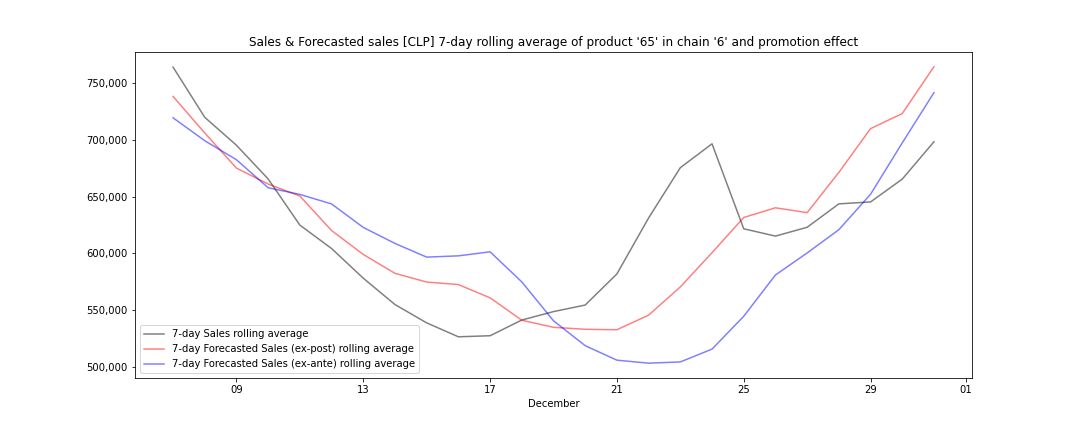 Sales & Forecasted sales [CLP] 7-day rolling average of product '65' in chain '6' and promotion effect
750,000
700,000
650,000
600,000
550,000
500,000
7-day Sales rolling average
7-day Forecasted Sales (ex-post) rolling average
7-day Forecasted Sales (ex-ante) rolling average
09 13 17 21 25 29 01
December